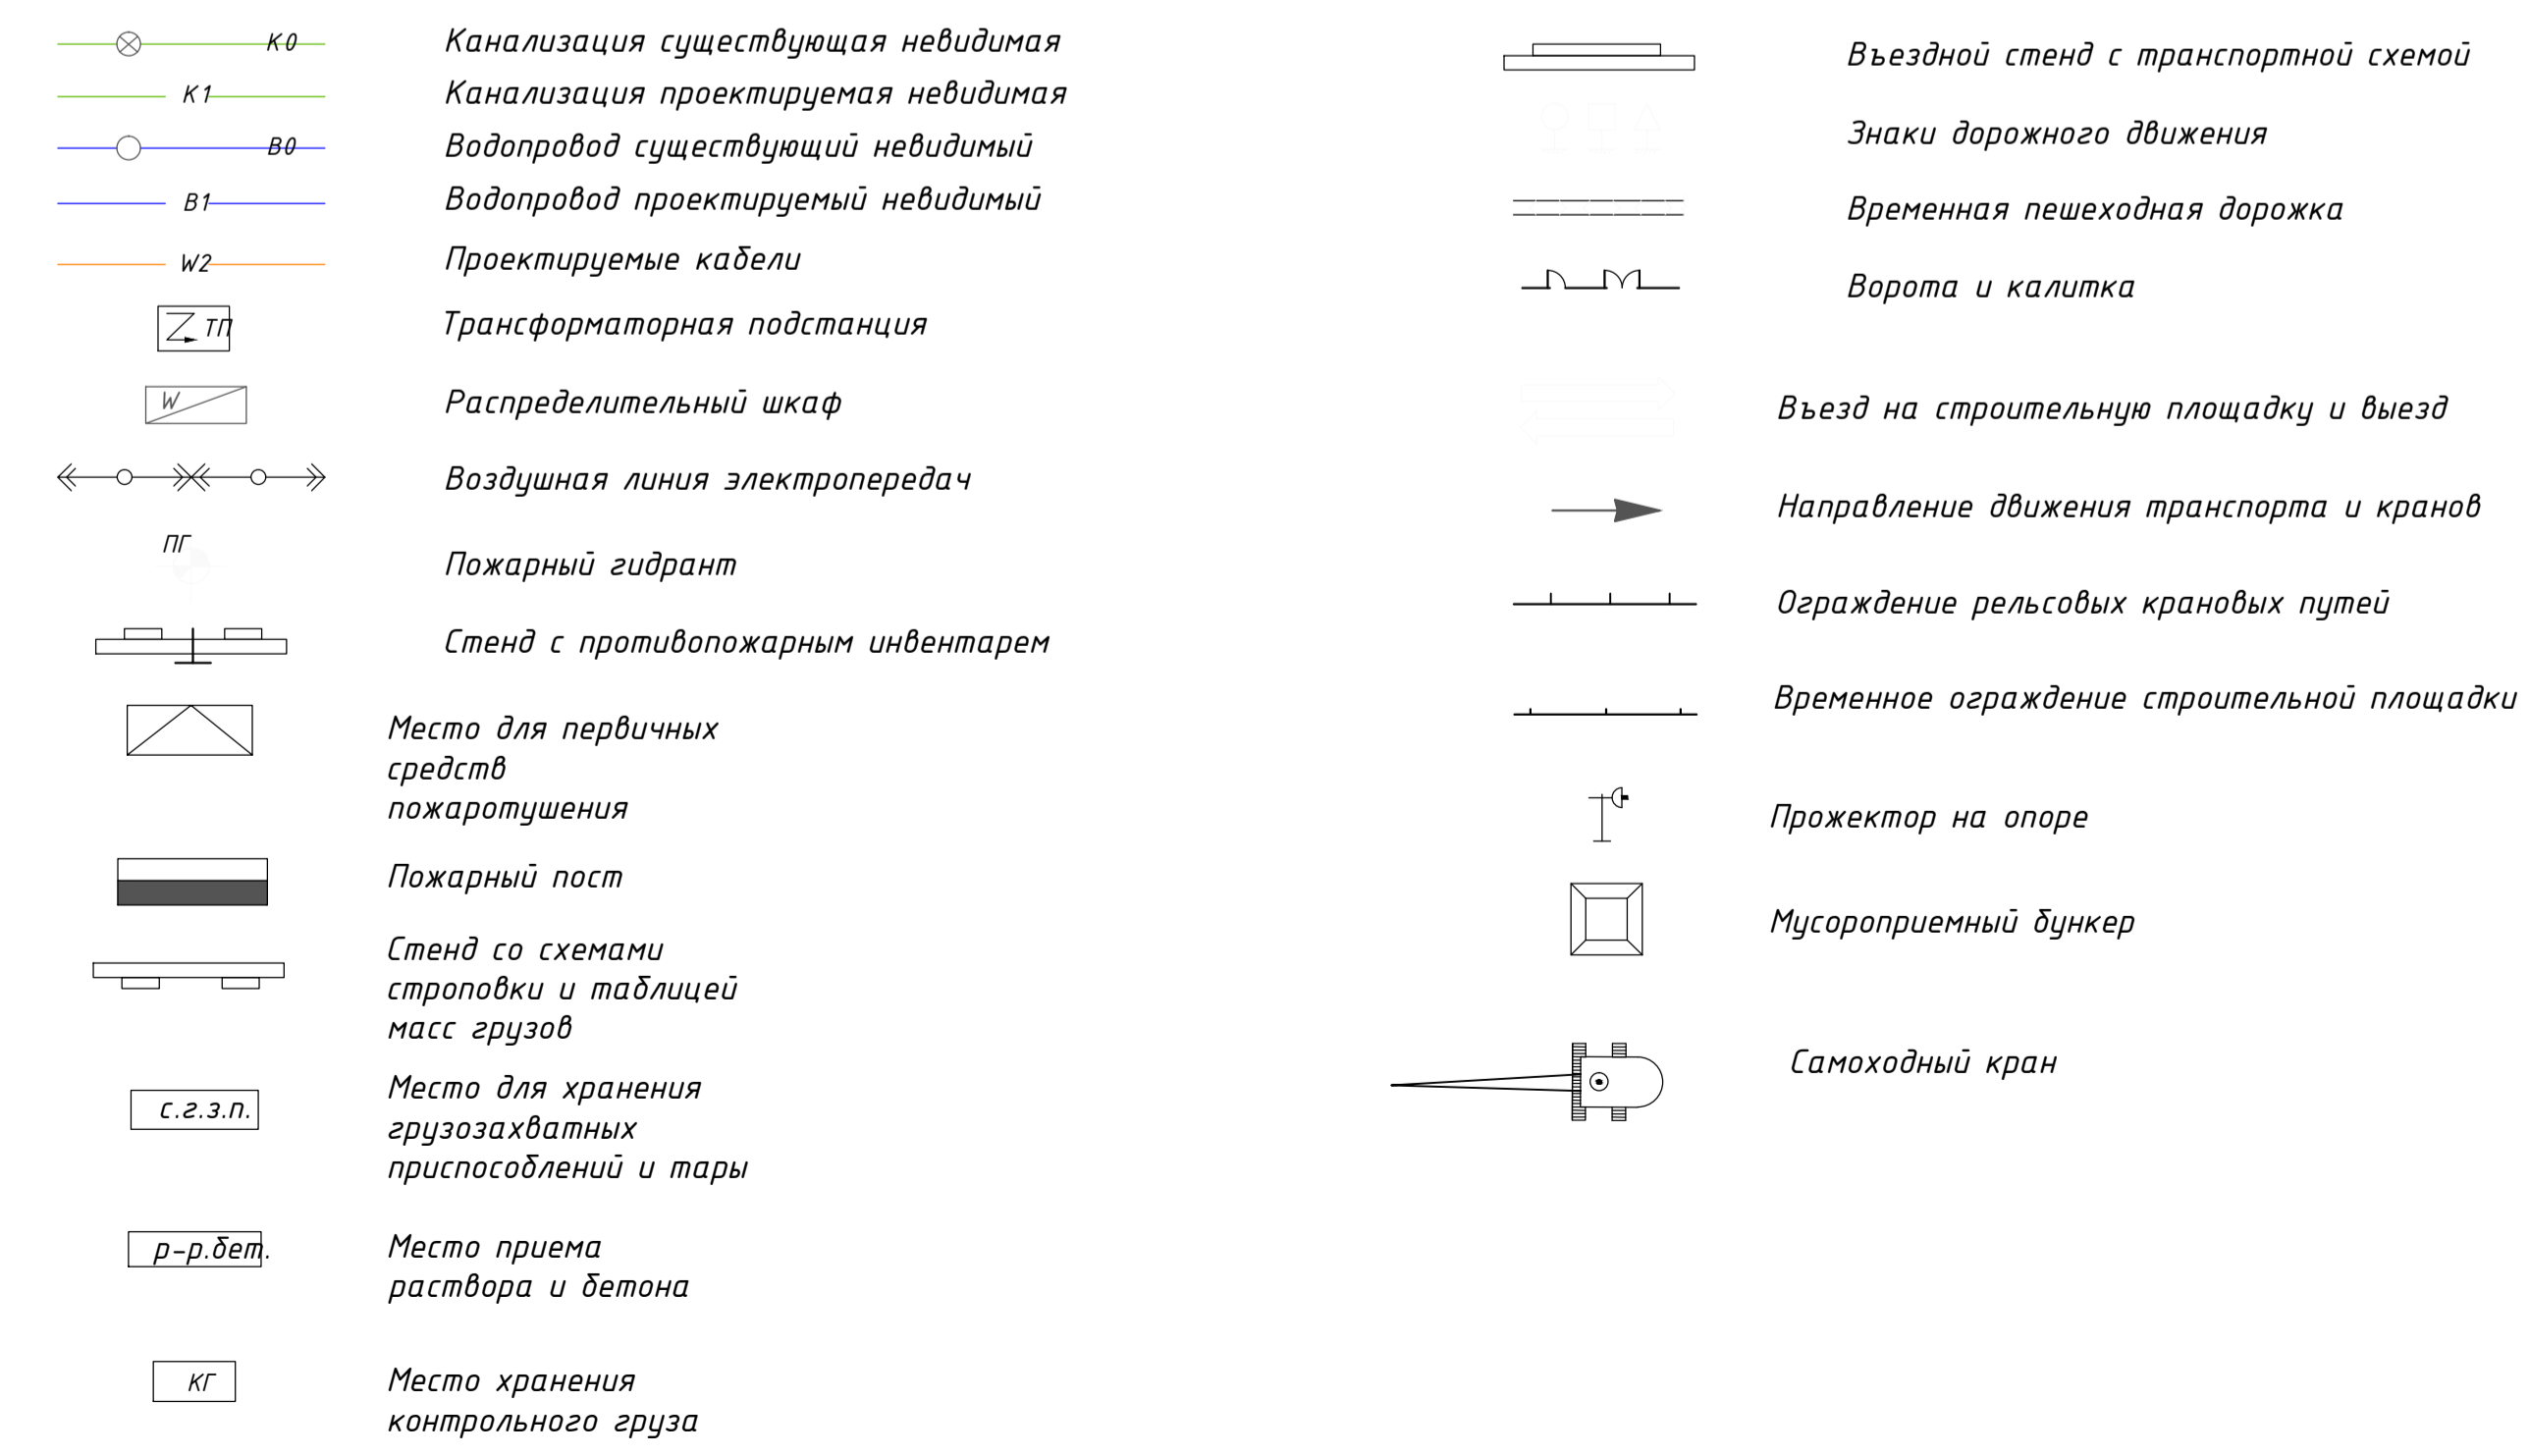 К0 Канализация существующая невидимая
К1 Канализация проектируемая невидимая
В0 Водопровод существующий невидимый
В1 Водопровод проектируемый невидимый
W2 Проектируемые кабели
ТП Трансформаторная подстанция
W Распределительный шкаф
Воздушная линия электропередач
ПГ
Пожарный гидрант
Стенд с противопожарным инвентарем
Место для первичных
средств
пожаротушения
Пожарный пост
Стенд со схемами
строповки и таблицей
масс грузов
с.г.з.п.
Место для хранения
грузозахватных
приспособлений и тары
р-р.бет.
Место приема
раствора и бетона
КГ
Место хранения
контрольного груза
Въездной стенд с транспортной схемой
Знаки дорожного движения
Временная пешеходная дорожка
Ворота и калитка
Въезд на строительную площадку и выезд
Направление движения транспорта и кранов
Ограждение рельсовых крановых путей
Временное ограждение строительной площадки
Прожектор на опоре
Мусороприемный бункер
Самоходный кран